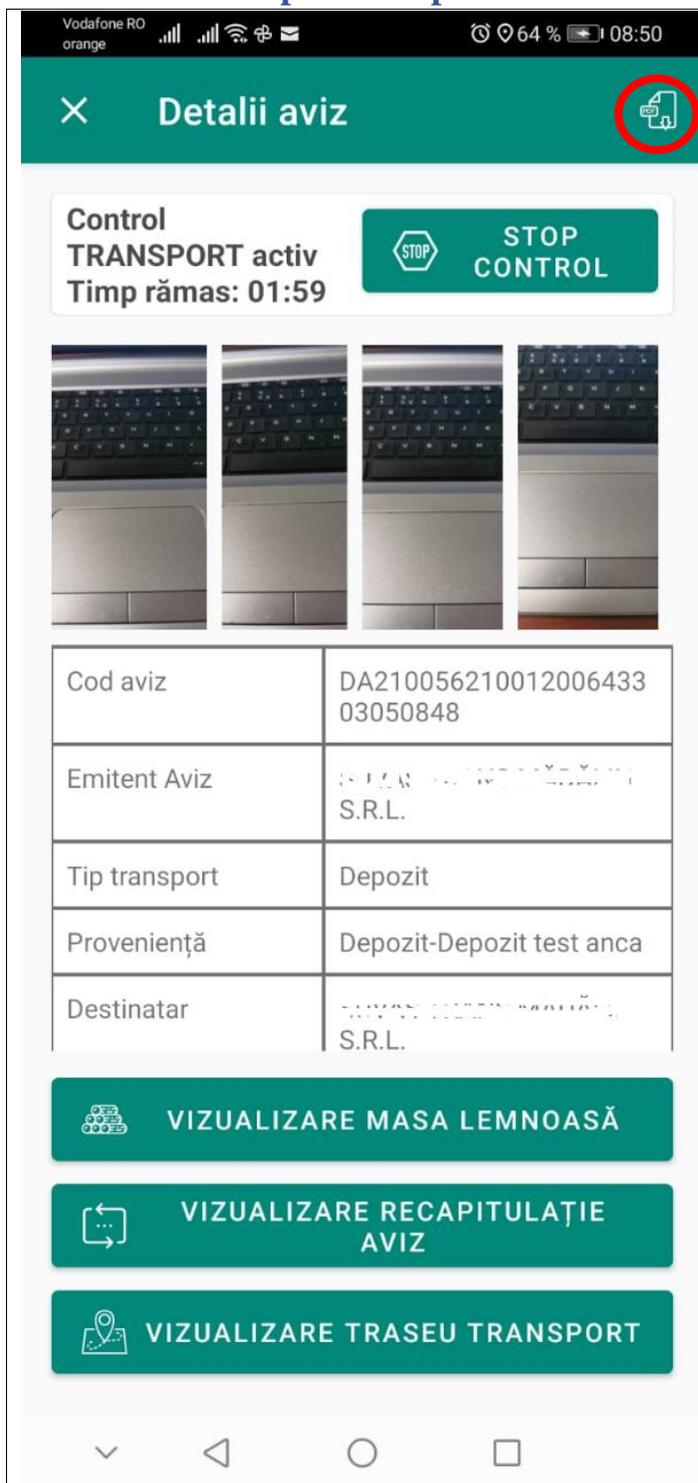 Vodafone RO
orange
64 % 08:50
Detalii aviz
PDF
Control
TRANSPORT activ
Timp rămas: 01:59
STOP
STOP
CONTROL
Cod aviz
DA210056210012006433
03050848
Emitent Aviz
S.R.L.
Tip transport
Depozit
Proveniență
Depozit-Depozit test anca
Destinatar
S.R.L.
VIZUALIZARE MASA LEMNOASĂ
VIZUALIZARE RECAPITULAȚIE
AVIZ
VIZUALIZARE TRASEU TRANSPORT